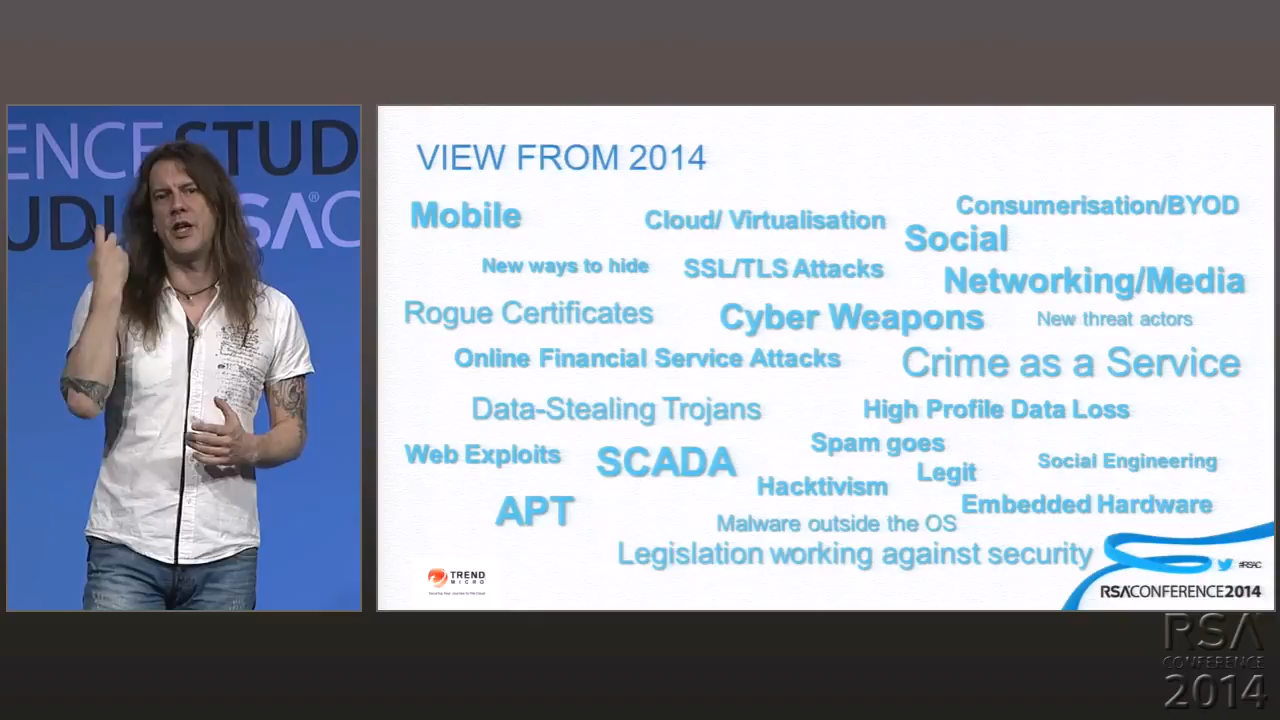 ENCE STUD
UDI RSAC
®
VIEW FROM 2014
Mobile
Cloud/ Virtualisation
Consumerisation/BYOD
Social
Networking/Media
New ways to hide
SSL/TLS Attacks
Rogue Certificates
Cyber Weapons
New threat actors
Online Financial Service Attacks
Crime as a Service
Data-Stealing Trojans
High Profile Data Loss
Web Exploits
SCADA
Spam goes
Legit
Social Engineering
Hacktivism
APT
Embedded Hardware
Malware outside the OS
Legislation working against security
TREND
MICRO
#RSAC
RSACONFERENCE2014
RSA
CONFERENCE
2014